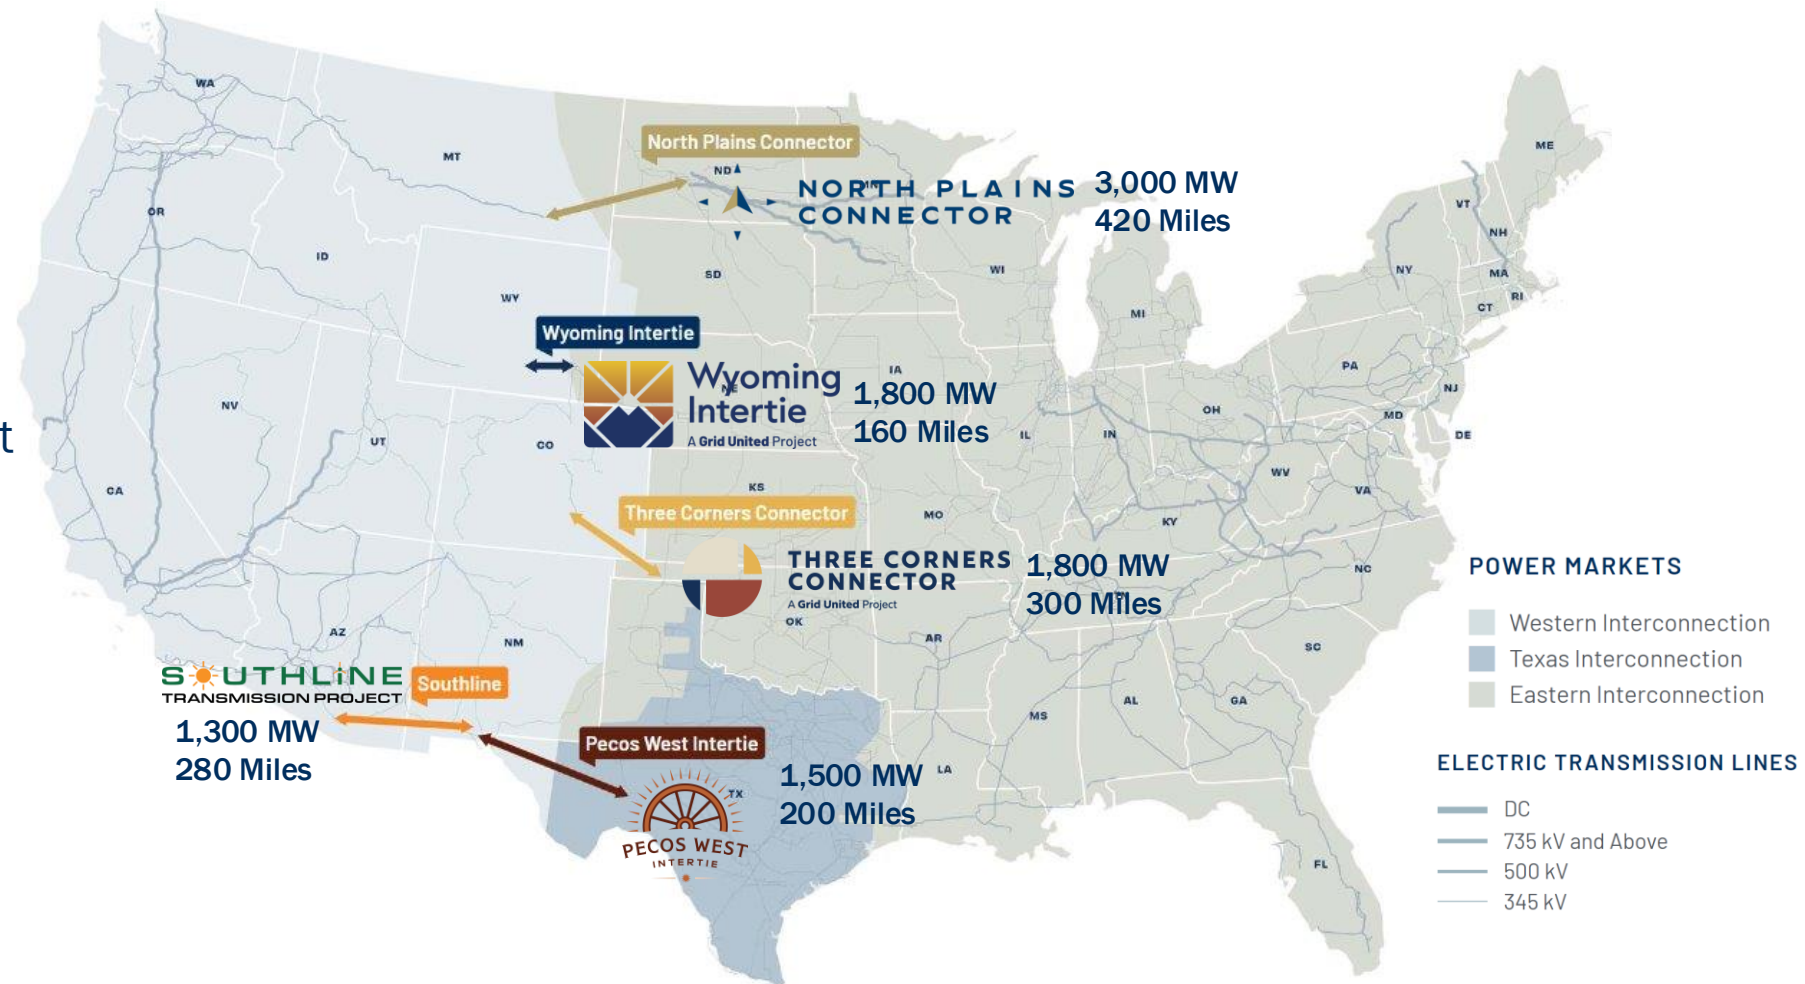 WA
MT
ME
OR
ID
WY
ND
SD
WI
MI
NY
VT
NH
MA
RI
CT
PA
NJ
MD
DE
OH
IN
IL
IA
NV
UT
CO
CA
KS
MO
KY
WV
VA
NC
SC
GA
AL
MS
AR
OK
LA
TX
FL
AZ
NM
t
North Plains Connector
NORTH PLAINS
CONNECTOR
3,000 MW
420 Miles
Wyoming Intertie
Wyoming
Intertie
A Grid United Project
1,800 MW
160 Miles
Three Corners Connector
THREE CORNERS
CONNECTOR
A Grid United Project
1,800 MW
300 Miles
SOUTHLINE
TRANSMISSION PROJECT
Southline
1,300 MW
280 Miles
Pecos West Intertie
PECOS WEST
INTERTIE
1,500 MW
200 Miles
POWER MARKETS
Western Interconnection
Texas Interconnection
Eastern Interconnection
ELECTRIC TRANSMISSION LINES
DC
735 kV and Above
500 kV
345 kV